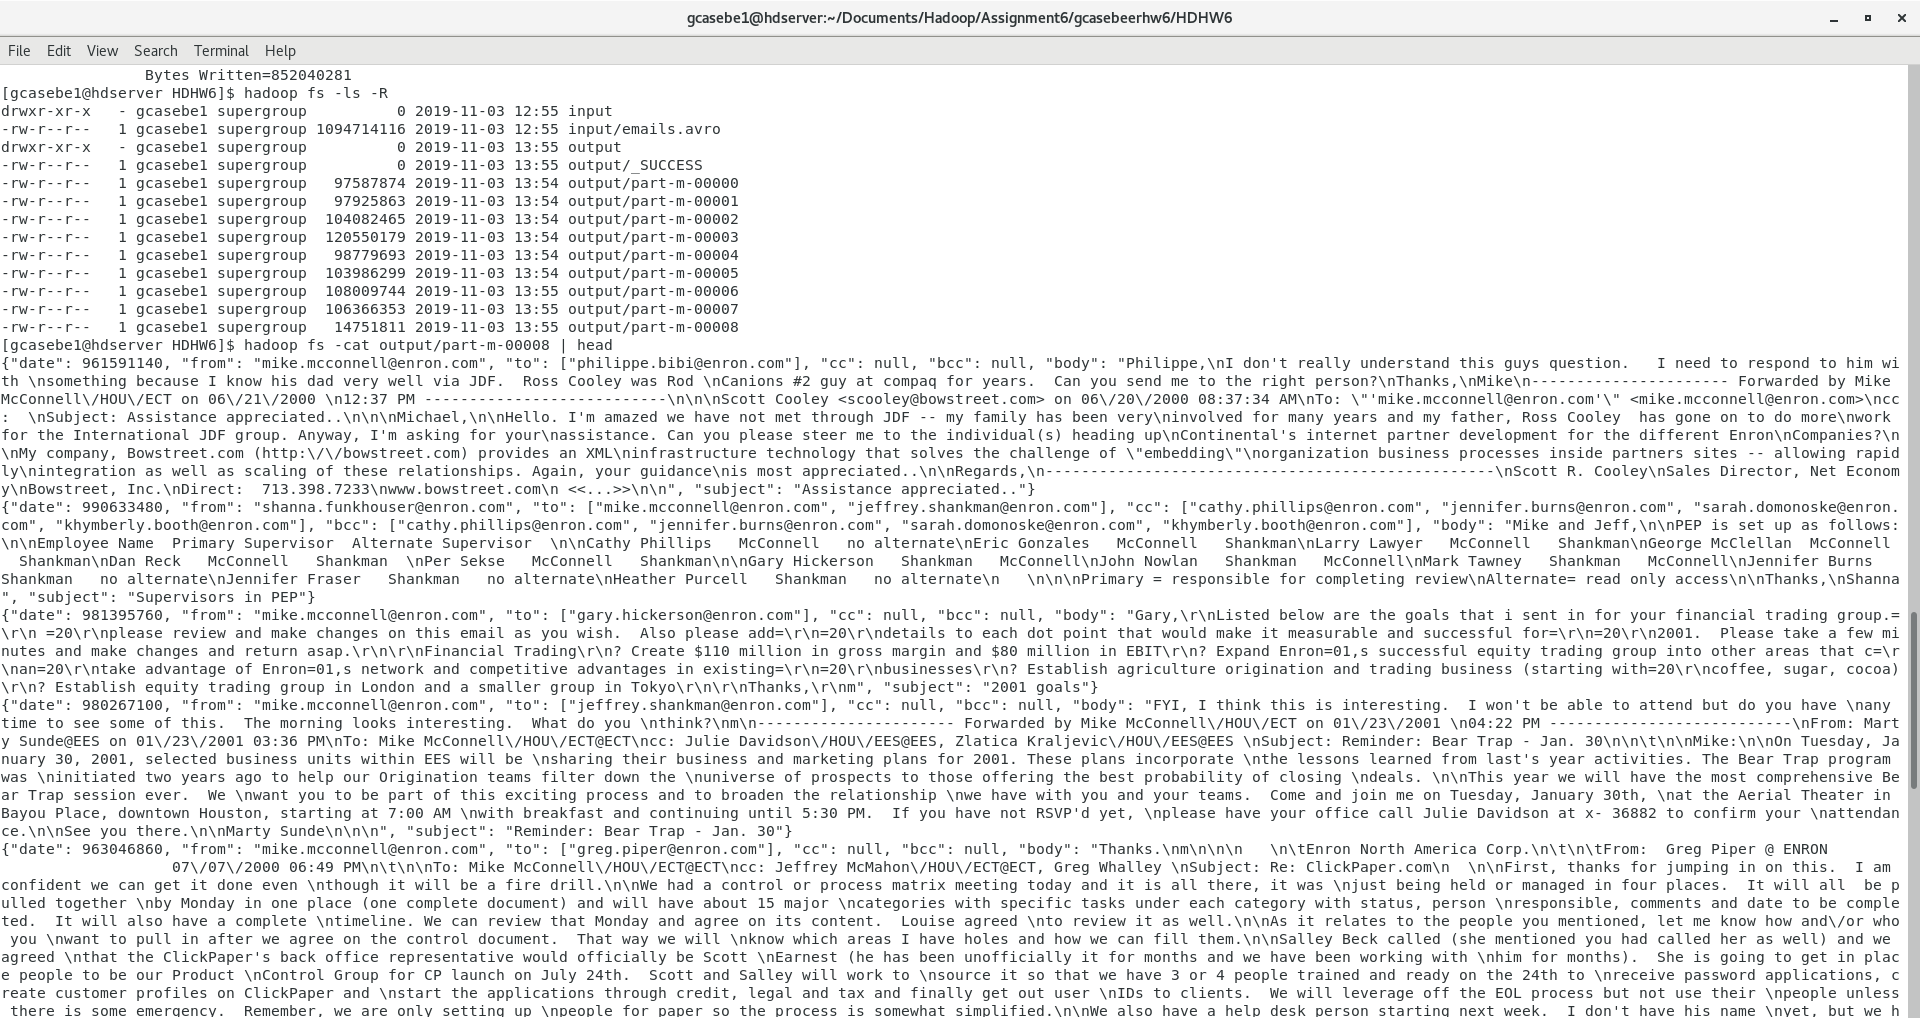 gcasebe1@hdserver:~/Documents/Hadoop/Assignment6/gcasebeerhw6/HDHW6
File Edit View Search Terminal Help
Bytes Written=852040281
[gcasebe1@hdserver HDHW6]$ hadoop fs -ls -R
drwxr-xr-x   - gcasebe1 supergroup          0 2019-11-03 12:55 input
-rw-r--r--   1 gcasebe1 supergroup 1094714116 2019-11-03 12:55 input/emails.avro
drwxr-xr-x   - gcasebe1 supergroup          0 2019-11-03 13:55 output
-rw-r--r--   1 gcasebe1 supergroup          0 2019-11-03 13:55 output/_SUCCESS
-rw-r--r--   1 gcasebe1 supergroup   97587874 2019-11-03 13:54 output/part-m-00000
-rw-r--r--   1 gcasebe1 supergroup   97925863 2019-11-03 13:54 output/part-m-00001
-rw-r--r--   1 gcasebe1 supergroup  104082465 2019-11-03 13:54 output/part-m-00002
-rw-r--r--   1 gcasebe1 supergroup  120550179 2019-11-03 13:54 output/part-m-00003
-rw-r--r--   1 gcasebe1 supergroup   98779693 2019-11-03 13:54 output/part-m-00004
-rw-r--r--   1 gcasebe1 supergroup  103986299 2019-11-03 13:54 output/part-m-00005
-rw-r--r--   1 gcasebe1 supergroup  108009744 2019-11-03 13:55 output/part-m-00006
-rw-r--r--   1 gcasebe1 supergroup  106366353 2019-11-03 13:55 output/part-m-00007
-rw-r--r--   1 gcasebe1 supergroup   14751811 2019-11-03 13:55 output/part-m-00008
[gcasebe1@hdserver HDHW6]$ hadoop fs -cat output/part-m-00008 | head
{"date": 961591140, "from": "mike.mcconnell@enron.com", "to": ["philippe.bibi@enron.com"], "cc": null, "bcc": null, "body": "Philippe,\nI don't really understand this guys question.   I need to respond to him wi
th \nsomething because I know his dad very well via JDF.  Ross Cooley was Rod \nCanions #2 guy at compaq for years.  Can you send me to the right person?\nThanks,\nMike\n---------------------- Forwarded by Mike
McConnell\/HOU\/ECT on 06\/21\/2000 \n12:37 PM ---------------------------\n\n\nScott Cooley <scooley@bowstreet.com> on 06\/20\/2000 08:37:34 AM\nTo: \"'mike.mcconnell@enron.com'\" <mike.mcconnell@enron.com>\ncc
:  \nSubject: Assistance appreciated..\n\n\nMichael,\n\nHello. I'm amazed we have not met through JDF -- my family has been very\ninvolved for many years and my father, Ross Cooley  has gone on to do more\nwork
for the International JDF group. Anyway, I'm asking for your\nassistance. Can you please steer me to the individual(s) heading up\nContinental's internet partner development for the different Enron\nCompanies?\n
\nMy company, Bowstreet.com (http:\/\/bowstreet.com) provides an XML\ninfrastructure technology that solves the challenge of \"embedding\"\norganization business processes inside partners sites -- allowing rapid
ly\nintegration as well as scaling of these relationships. Again, your guidance\nis most appreciated..\n\nRegards,\n--------------------------------------------------\nScott R. Cooley\nSales Director, Net Econom
y\nBowstreet, Inc.\nDirect:  713.398.7233\nwww.bowstreet.com\n <<...>>\n\n", "subject": "Assistance appreciated.."}
{"date": 990633480, "from": "shanna.funkhouser@enron.com", "to": ["mike.mcconnell@enron.com", "jeffrey.shankman@enron.com"], "cc": ["cathy.phillips@enron.com", "jennifer.burns@enron.com", "sarah.domonoske@enron.
com", "khymberly.booth@enron.com"], "bcc": ["cathy.phillips@enron.com", "jennifer.burns@enron.com", "sarah.domonoske@enron.com", "khymberly.booth@enron.com"], "body": "Mike and Jeff,\n\nPEP is set up as follows:
\n\nEmployee Name  Primary Supervisor  Alternate Supervisor  \n\nCathy Phillips   McConnell   no alternate\nEric Gonzales   McConnell   Shankman\nLarry Lawyer   McConnell   Shankman\nGeorge McClellan  McConnell
  Shankman\nDan Reck   McConnell   Shankman  \nPer Sekse   McConnell   Shankman\n\nGary Hickerson   Shankman   McConnell\nJohn Nowlan   Shankman   McConnell\nMark Tawney   Shankman   McConnell\nJennifer Burns
Shankman   no alternate\nJennifer Fraser   Shankman   no alternate\nHeather Purcell   Shankman   no alternate\n   \n\n\nPrimary = responsible for completing review\nAlternate= read only access\n\nThanks,\nShanna
", "subject": "Supervisors in PEP"}
{"date": 981395760, "from": "mike.mcconnell@enron.com", "to": ["gary.hickerson@enron.com"], "cc": null, "bcc": null, "body": "Gary,\r\nListed below are the goals that i sent in for your financial trading group.=
\r\n =20\r\nplease review and make changes on this email as you wish.  Also please add=\r\n=20\r\ndetails to each dot point that would make it measurable and successful for=\r\n=20\r\n2001.  Please take a few mi
nutes and make changes and return asap.\r\n\r\nFinancial Trading\r\n? Create $110 million in gross margin and $80 million in EBIT\r\n? Expand Enron=01,s successful equity trading group into other areas that c=\r
\nan=20\r\ntake advantage of Enron=01,s network and competitive advantages in existing=\r\n=20\r\nbusinesses\r\n? Establish agriculture origination and trading business (starting with=20\r\ncoffee, sugar, cocoa)
\r\n? Establish equity trading group in London and a smaller group in Tokyo\r\n\r\nThanks,\r\nm", "subject": "2001 goals"}
{"date": 980267100, "from": "mike.mcconnell@enron.com", "to": ["jeffrey.shankman@enron.com"], "cc": null, "bcc": null, "body": "FYI, I think this is interesting.  I won't be able to attend but do you have \nany
time to see some of this.  The morning looks interesting.  What do you \nthink?\nm\n---------------------- Forwarded by Mike McConnell\/HOU\/ECT on 01\/23\/2001 \n04:22 PM ---------------------------\nFrom: Mart
y Sunde@EES on 01\/23\/2001 03:36 PM\nTo: Mike McConnell\/HOU\/ECT@ECT\ncc: Julie Davidson\/HOU\/EES@EES, Zlatica Kraljevic\/HOU\/EES@EES \nSubject: Reminder: Bear Trap - Jan. 30\n\n\t\n\nMike:\n\nOn Tuesday, Ja
nuary 30, 2001, selected business units within EES will be \nsharing their business and marketing plans for 2001. These plans incorporate \nthe lessons learned from last's year activities. The Bear Trap program
was \ninitiated two years ago to help our Origination teams filter down the \nuniverse of prospects to those offering the best probability of closing \ndeals. \n\nThis year we will have the most comprehensive Be
ar Trap session ever.  We \nwant you to be part of this exciting process and to broaden the relationship \nwe have with you and your teams.  Come and join me on Tuesday, January 30th, \nat the Aerial Theater in
Bayou Place, downtown Houston, starting at 7:00 AM \nwith breakfast and continuing until 5:30 PM.  If you have not RSVP'd yet, \nplease have your office call Julie Davidson at x- 36882 to confirm your \nattendan
ce.\n\nSee you there.\n\nMarty Sunde\n\n\n", "subject": "Reminder: Bear Trap - Jan. 30"}
{"date": 963046860, "from": "mike.mcconnell@enron.com", "to": ["greg.piper@enron.com"], "cc": null, "bcc": null, "body": "Thanks.\nm\n\n\n   \n\tEnron North America Corp.\n\t\n\tFrom:  Greg Piper @ ENRON
                   07\/07\/2000 06:49 PM\n\t\n\nTo: Mike McConnell\/HOU\/ECT@ECT\ncc: Jeffrey McMahon\/HOU\/ECT@ECT, Greg Whalley \nSubject: Re: ClickPaper.com\n  \n\nFirst, thanks for jumping in on this.  I am
confident we can get it done even \nthough it will be a fire drill.\n\nWe had a control or process matrix meeting today and it is all there, it was \njust being held or managed in four places.  It will all  be p
ulled together \nby Monday in one place (one complete document) and will have about 15 major \ncategories with specific tasks under each category with status, person \nresponsible, comments and date to be comple
ted.  It will also have a complete \ntimeline. We can review that Monday and agree on its content.  Louise agreed \nto review it as well.\n\nAs it relates to the people you mentioned, let me know how and\/or who
 you \nwant to pull in after we agree on the control document.  That way we will \nknow which areas I have holes and how we can fill them.\n\nSalley Beck called (she mentioned you had called her as well) and we
agreed \nthat the ClickPaper's back office representative would officially be Scott \nEarnest (he has been unofficially it for months and we have been working with \nhim for months).  She is going to get in plac
e people to be our Product \nControl Group for CP launch on July 24th.  Scott and Salley will work to \nsource it so that we have 3 or 4 people trained and ready on the 24th to \nreceive password applications, c
reate customer profiles on ClickPaper and \nstart the applications through credit, legal and tax and finally get out user \nIDs to clients.  We will leverage off the EOL process but not use their \npeople unless
 there is some emergency.  Remember, we are only setting up \npeople for paper so the process is somewhat simplified.\n\nWe also have a help desk person starting next week.  I don't have his name \nyet, but we h